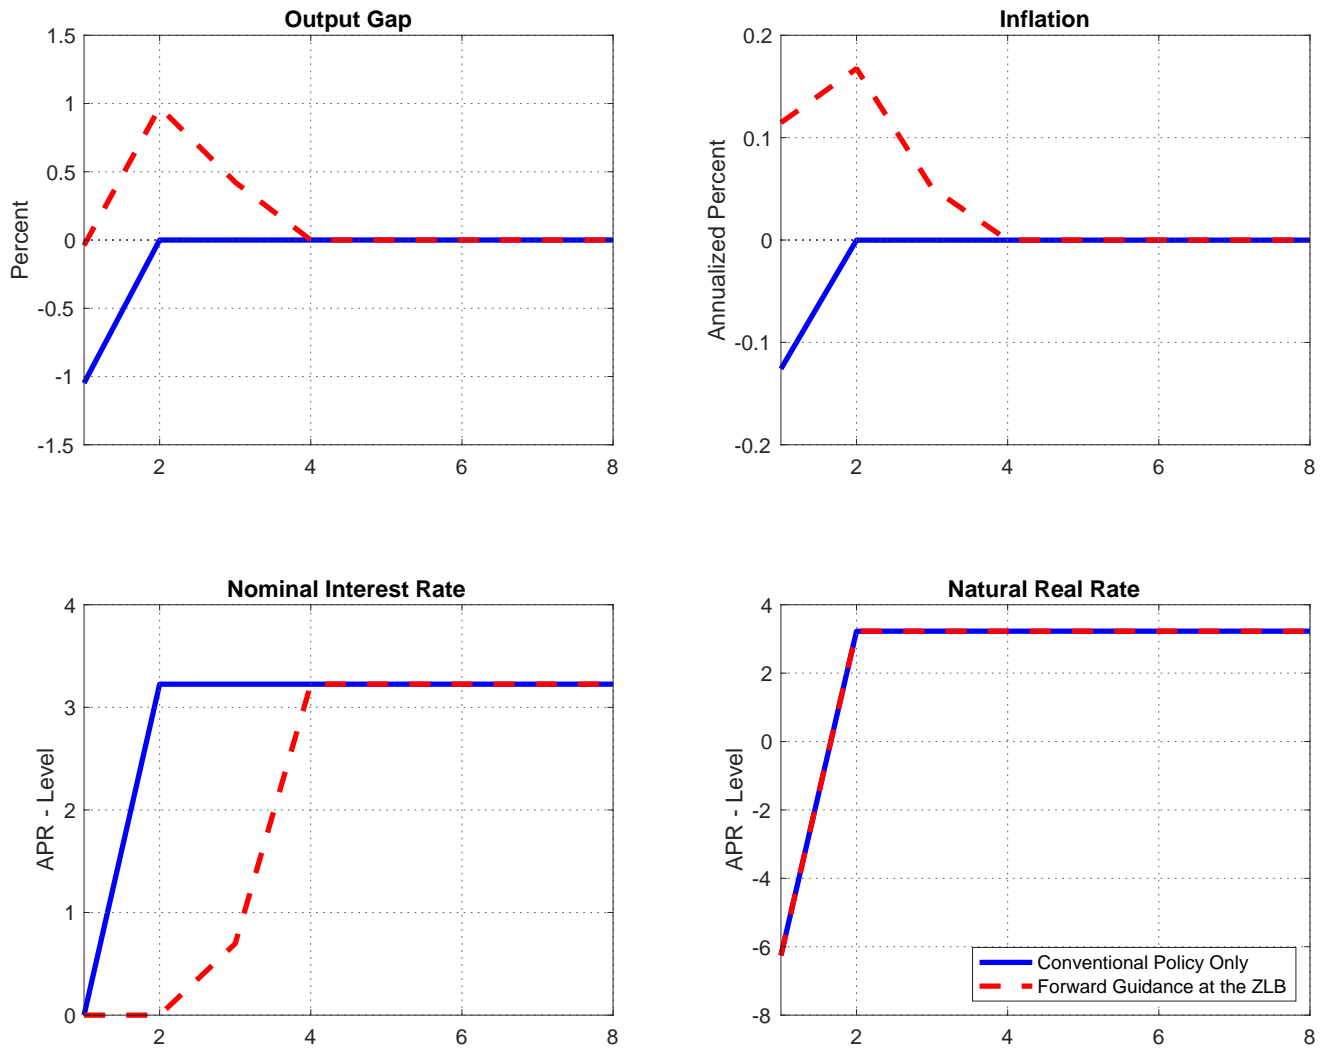 Output Gap
1.5
1
0.5
0
-0.5
-1
-1.5
Percent
2 4 6 8
Inflation
0.2
0.1
0
-0.1
-0.2
Annualized Percent
2 4 6 8
Nominal Interest Rate
4
3
2
1
0
APR - Level
2 4 6 8
Natural Real Rate
4
2
0
-2
-4
-6
-8
APR - Level
Conventional Policy Only
Forward Guidance at the ZLB
2 4 6 8